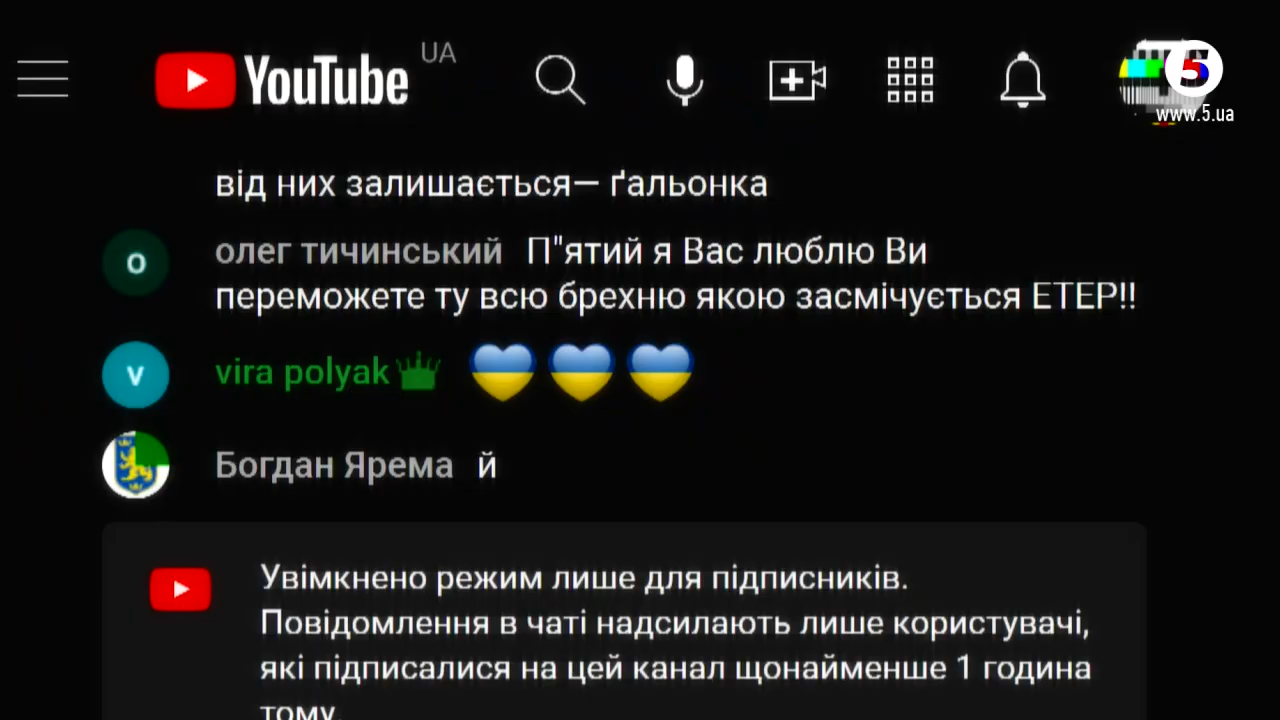 YouTube UA
5
www.5.ua
від них залишається— ґальонка
о олег тичинський П"ятий я Вас люблю Ви
переможете ту всю брехню якою засмічується ЕТЕР!!
v vira polyak 💙💛
Богдан Ярема й
Увімкнено режим лише для підписників.
Повідомлення в чаті надсилають лише користувачі,
які підписалися на цей канал щонайменше 1 година
тому.